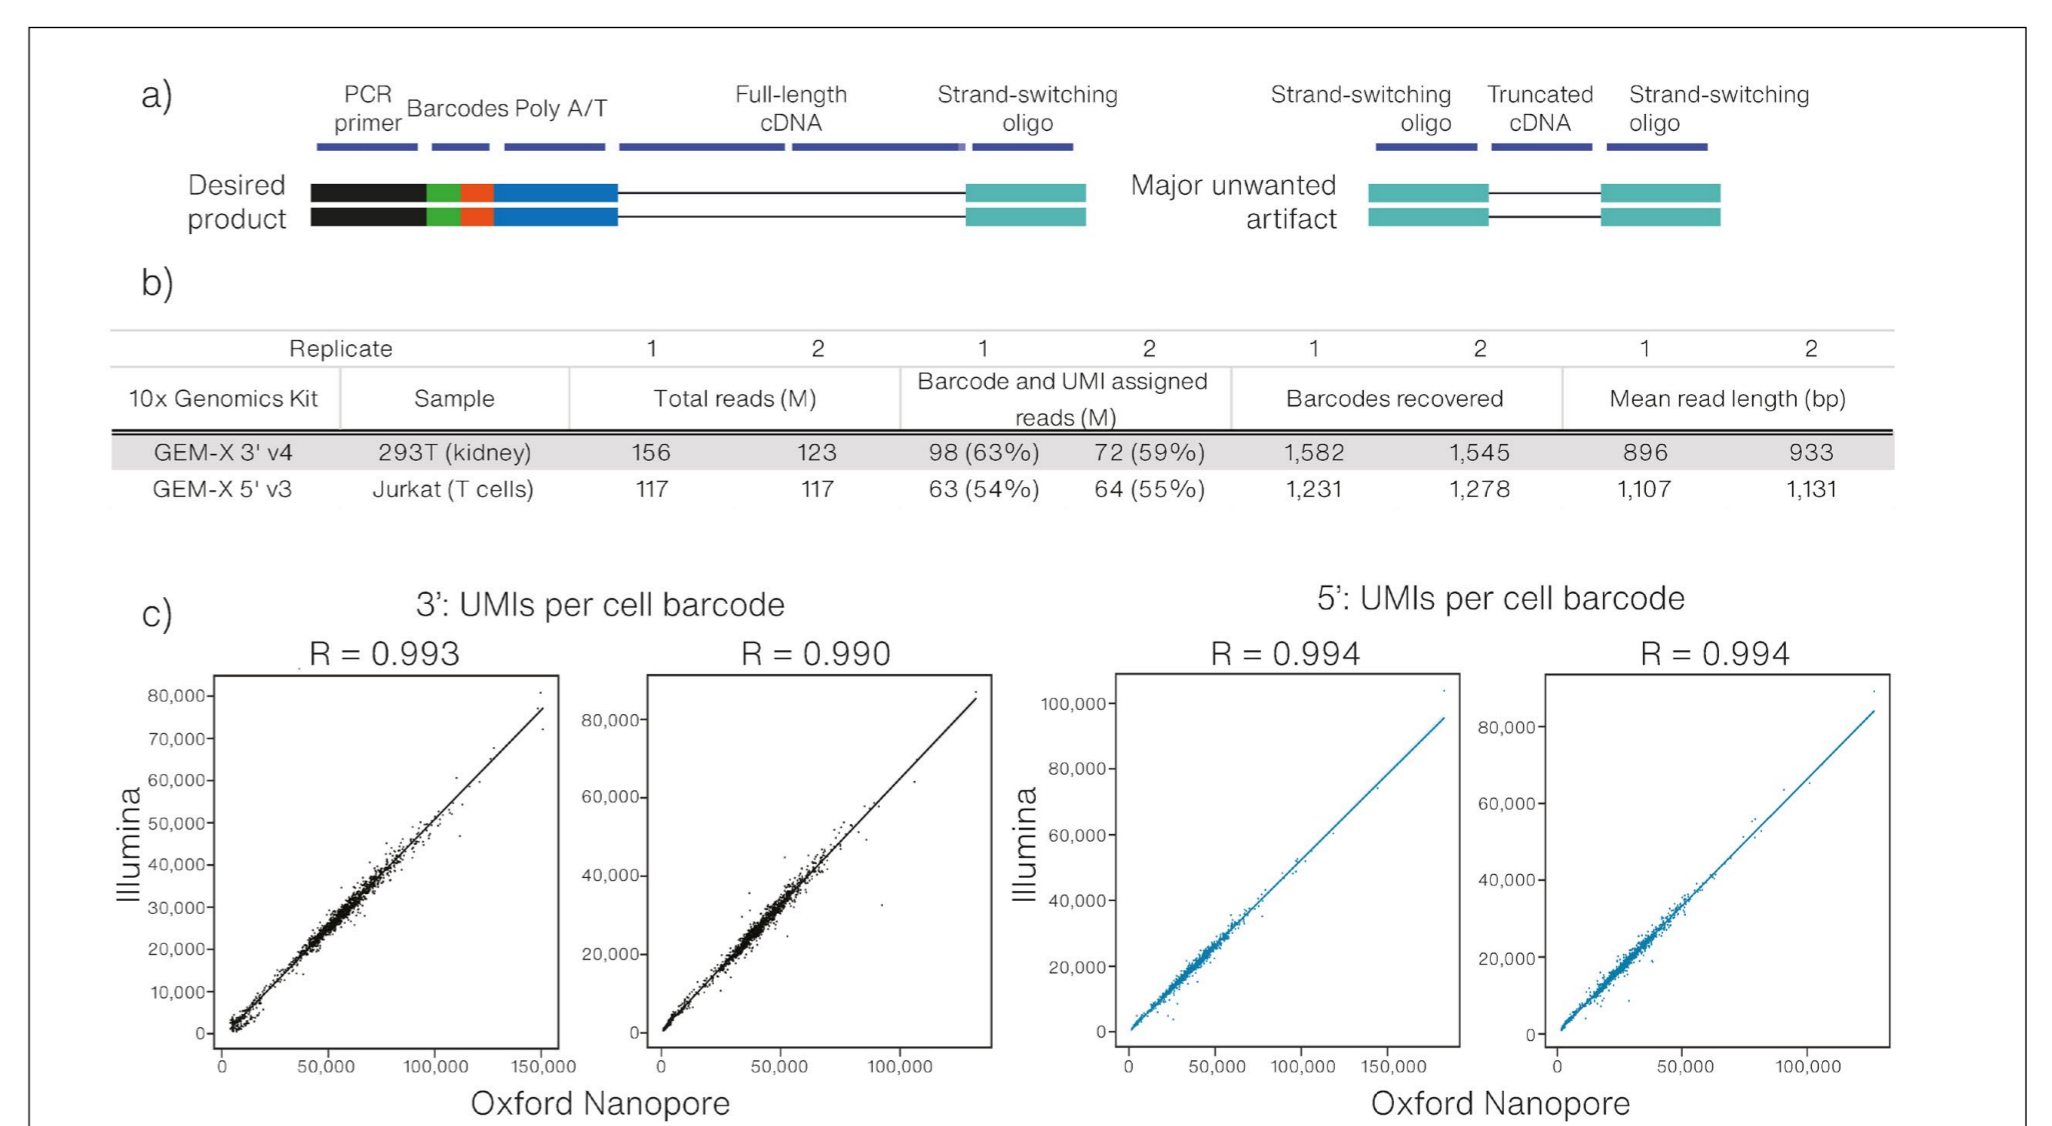 a)
PCR
primer
Barcodes Poly A/T
Full-length
cDNA
Strand-switching
oligo
Strand-switching
oligo
Truncated
cDNA
Strand-switching
oligo
Desired
product
Major unwanted
artifact
b)
Replicate 1 2 1 2 1 2 1 2
10x Genomics Kit Sample Total reads (M) Barcode and UMI assigned
reads (M)
Barcodes recovered Mean read length (bp)
GEM-X 3' v4 293T (kidney) 156 123 98 (63%) 72 (59%) 1,582 1,545 896 933
GEM-X 5' v3 Jurkat (T cells) 117 117 63 (54%) 64 (55%) 1,231 1,278 1,107 1,131
c)
3’: UMIs per cell barcode
R = 0.993
80,000
70,000
60,000
50,000
40,000
30,000
20,000
10,000
0
0 50,000 100,000 150,000
Illumina
R = 0.990
80,000
60,000
40,000
20,000
0
0 50,000 100,000
Oxford Nanopore
5’: UMIs per cell barcode
R = 0.994
100,000
80,000
60,000
40,000
20,000
0
0 50,000 100,000 150,000
Illumina
R = 0.994
80,000
60,000
40,000
20,000
0
0 50,000 100,000
Oxford Nanopore